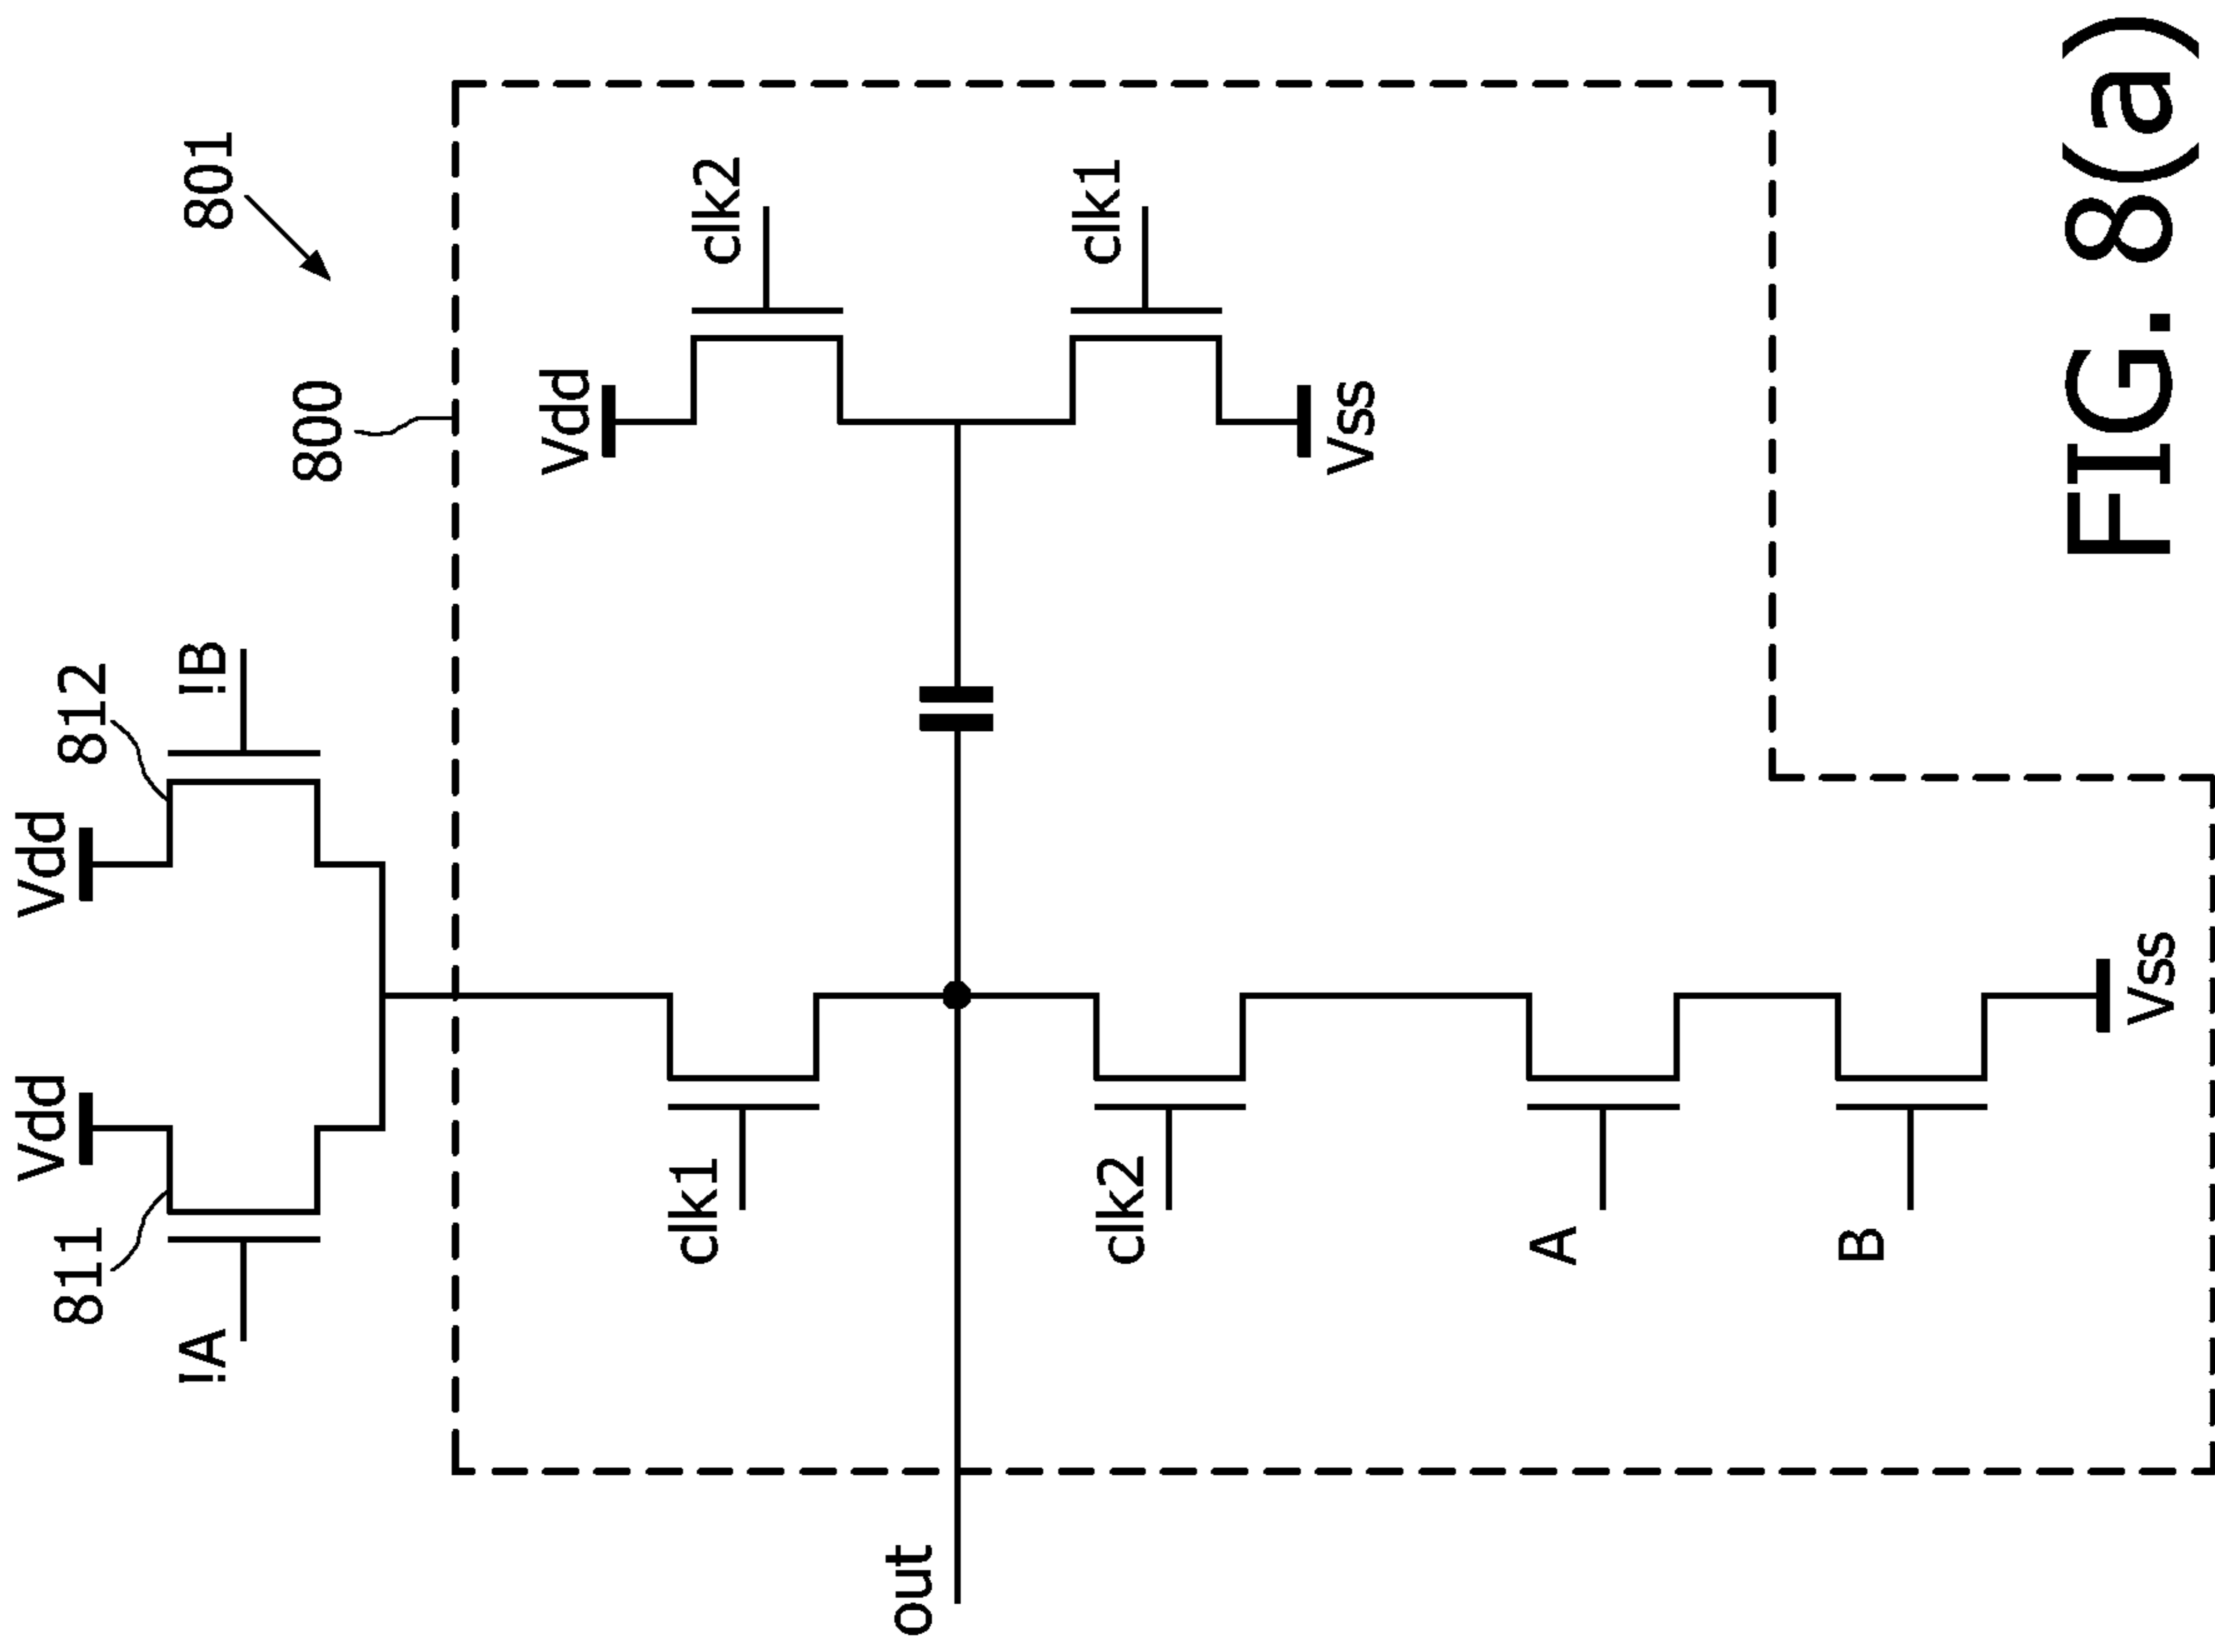 801
800
Vdd
Vdd
811
812
!A
!B
Vdd
clk1
clk2
out
clk2
clk1
Vss
A
B
Vss
FIG. 8(a)